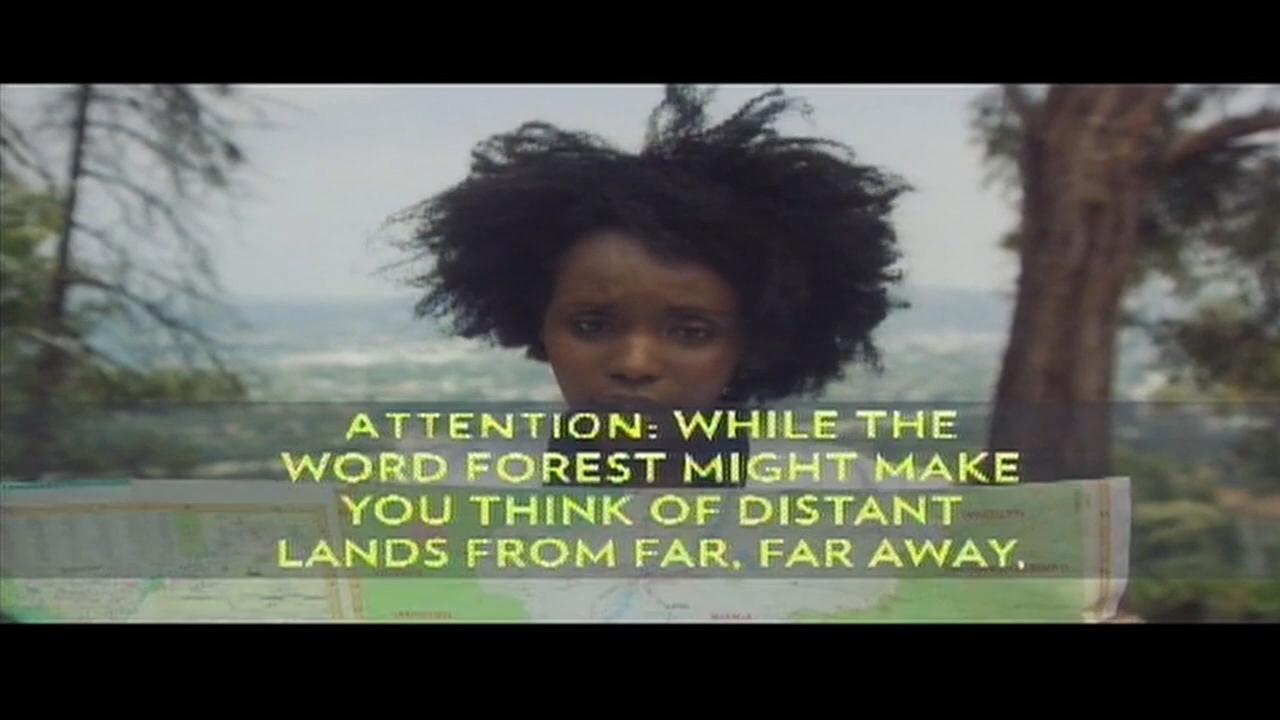 ATTENTION: WHILE THE
WORD FOREST MIGHT MAKE
YOU THINK OF DISTANT
LANDS FROM FAR, FAR AWAY,